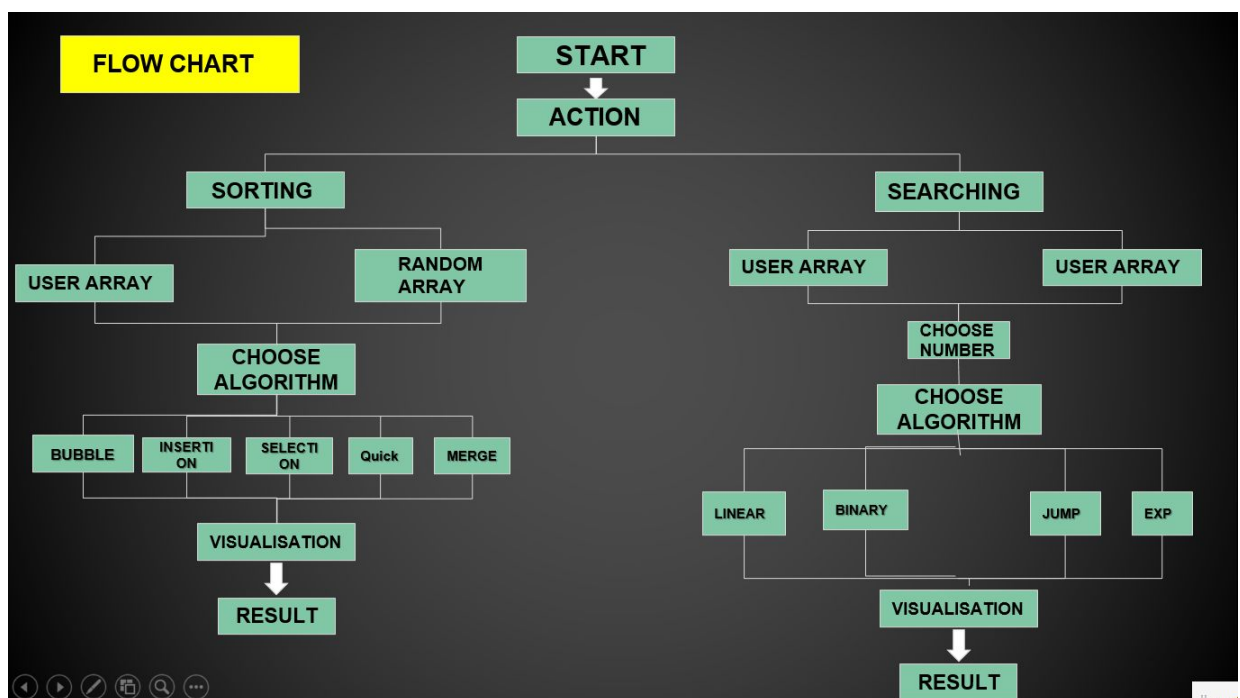 FLOW CHART
START
ACTION
SORTING
SEARCHING
USER ARRAY
RANDOM
ARRAY
USER ARRAY
USER ARRAY
CHOOSE
NUMBER
CHOOSE
ALGORITHM
CHOOSE
ALGORITHM
BUBBLE
INSERTI
ON
SELECTI
ON
Quick
MERGE
LINEAR
BINARY
JUMP
EXP
VISUALISATION
RESULT
VISUALISATION
RESULT